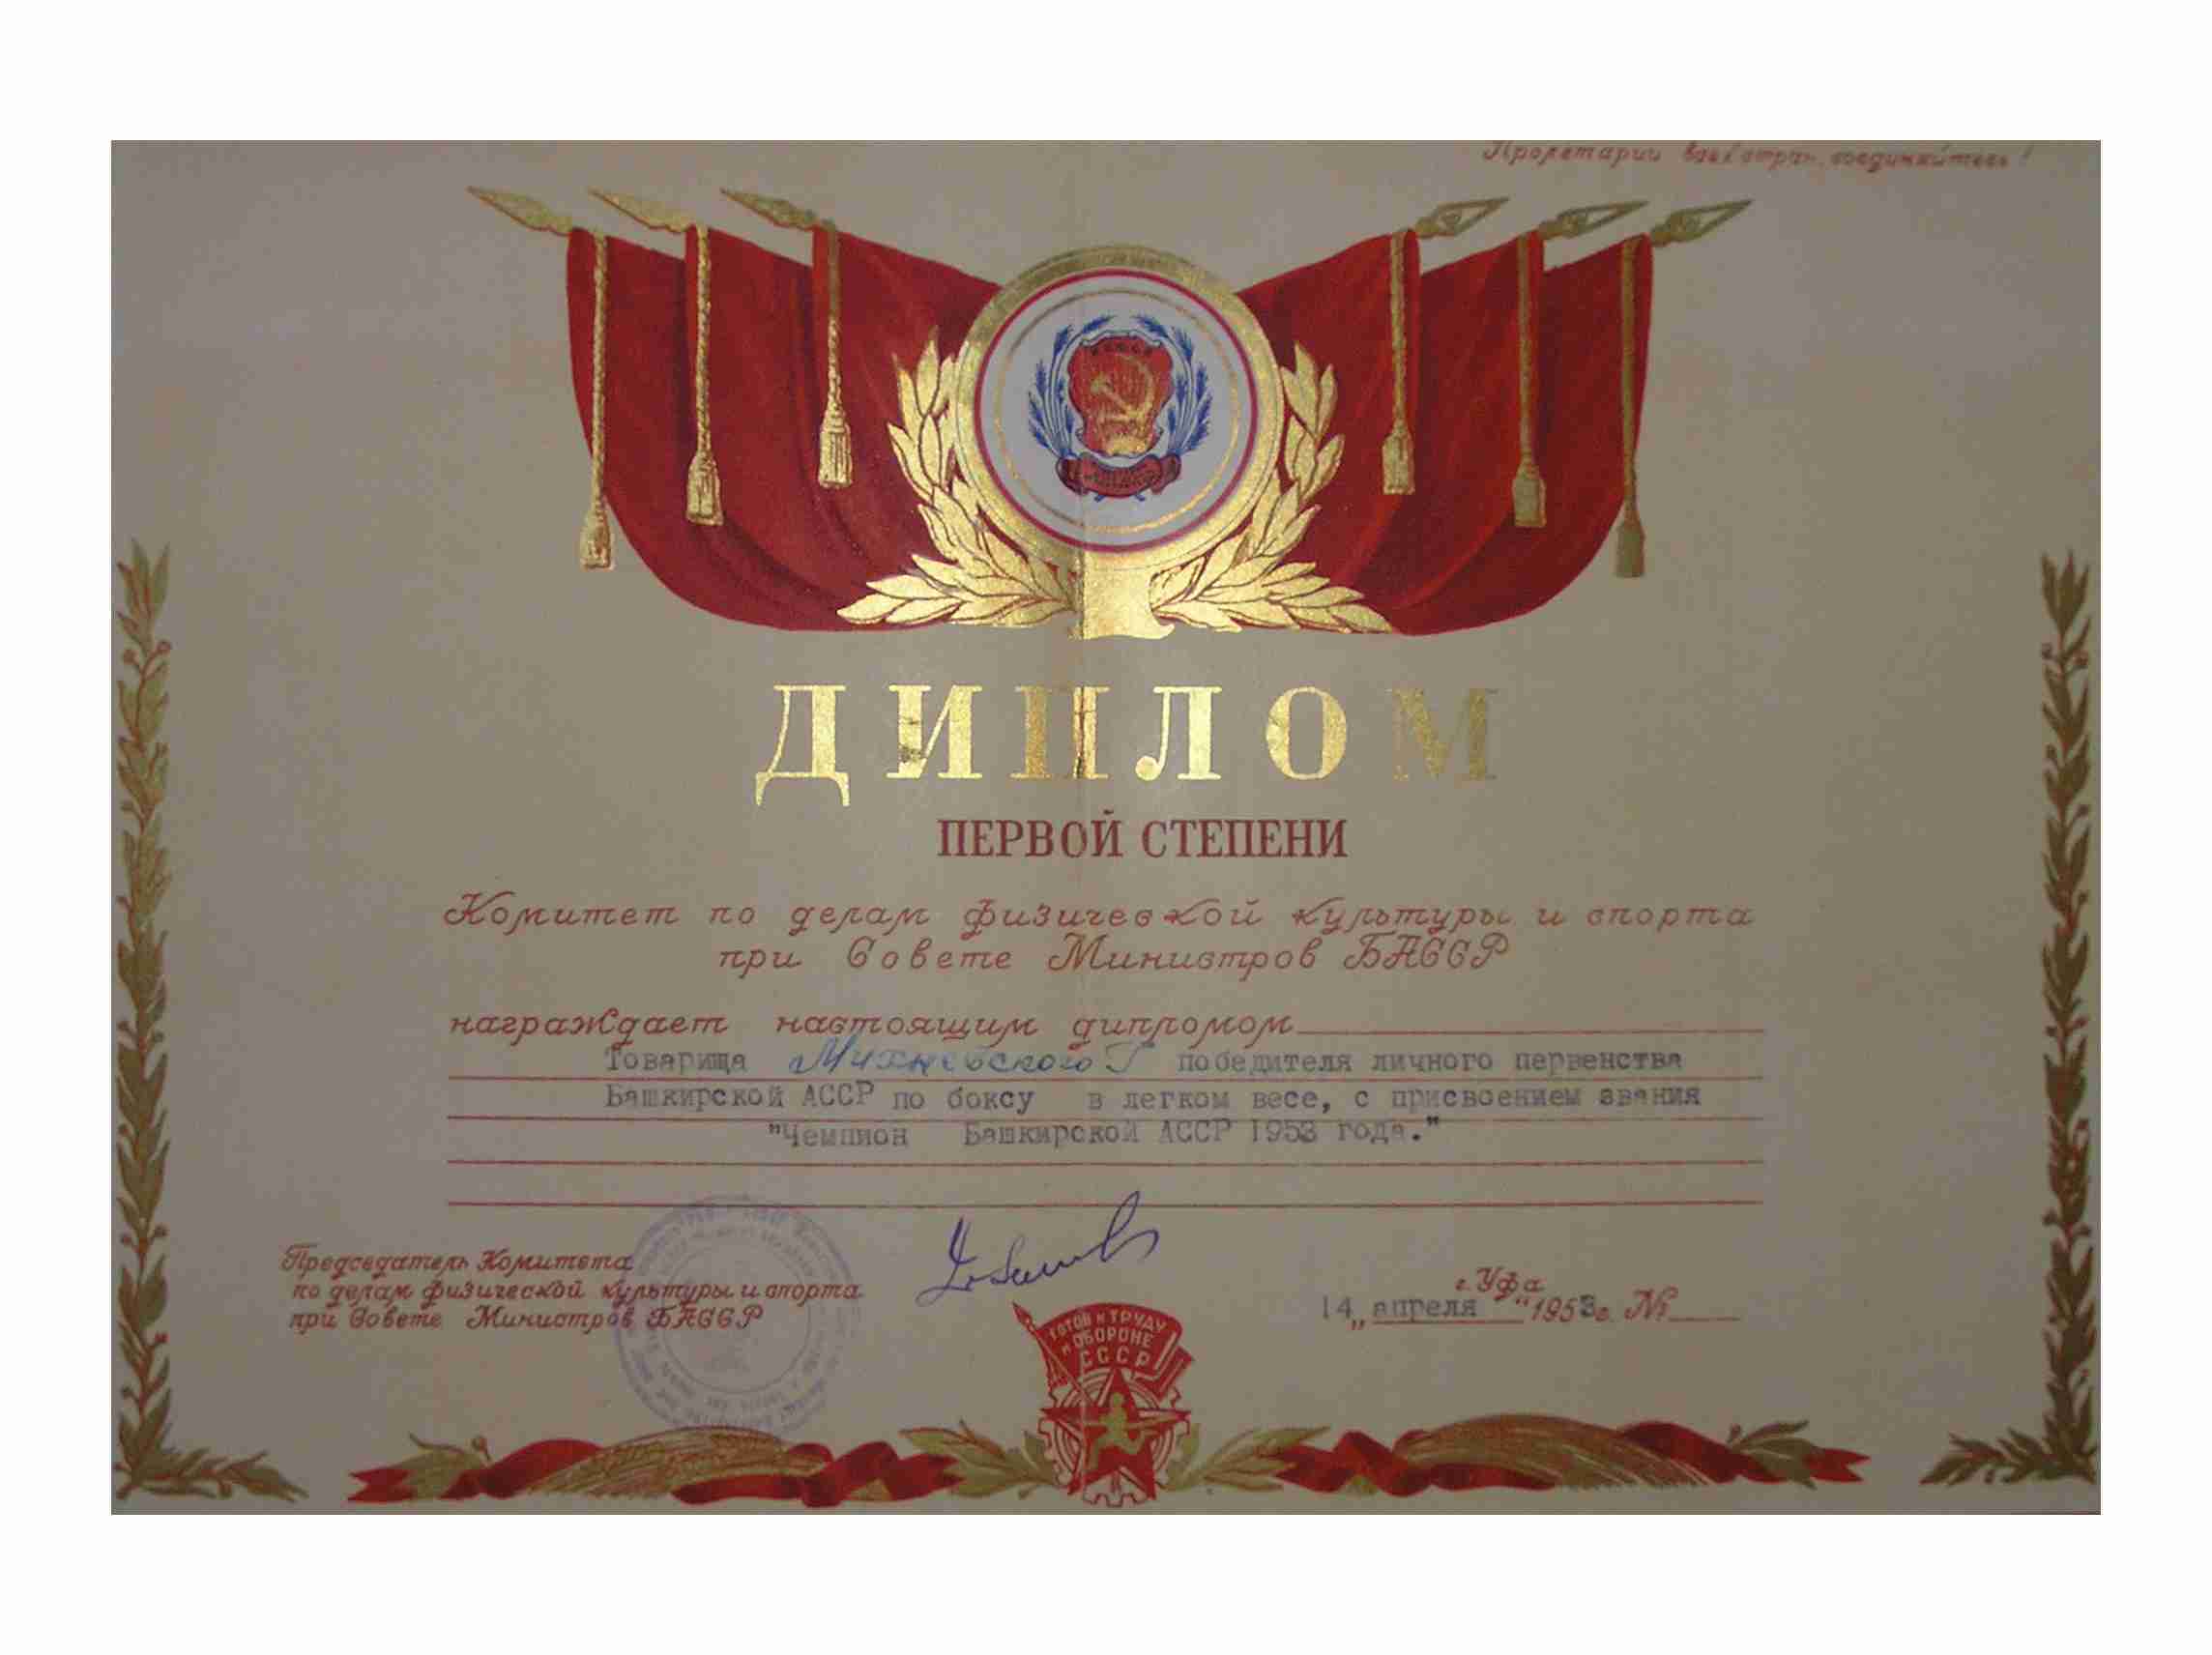 Пролетарии всех стран, соединяйтесь!
ДИПЛОМ
ПЕРВОЙ СТЕПЕНИ
Комитет по делам физической культуры и спорта
при Совете Министров БАССР
награждает настоящим дипломом
Товарища Г победителя личного первенства
Башкирской АССР по боксу в легком весе, с присвоением звания
"Чемпион Башкирской АССР 1953 года."
Председатель Комитета
по делам физической культуры и спорта
при Совете Министров БАССР
г. Уфа
14 „апреля" 1953г. №
ГОТОВ К ТРУДУ
И ОБОРОНЕ
СССР